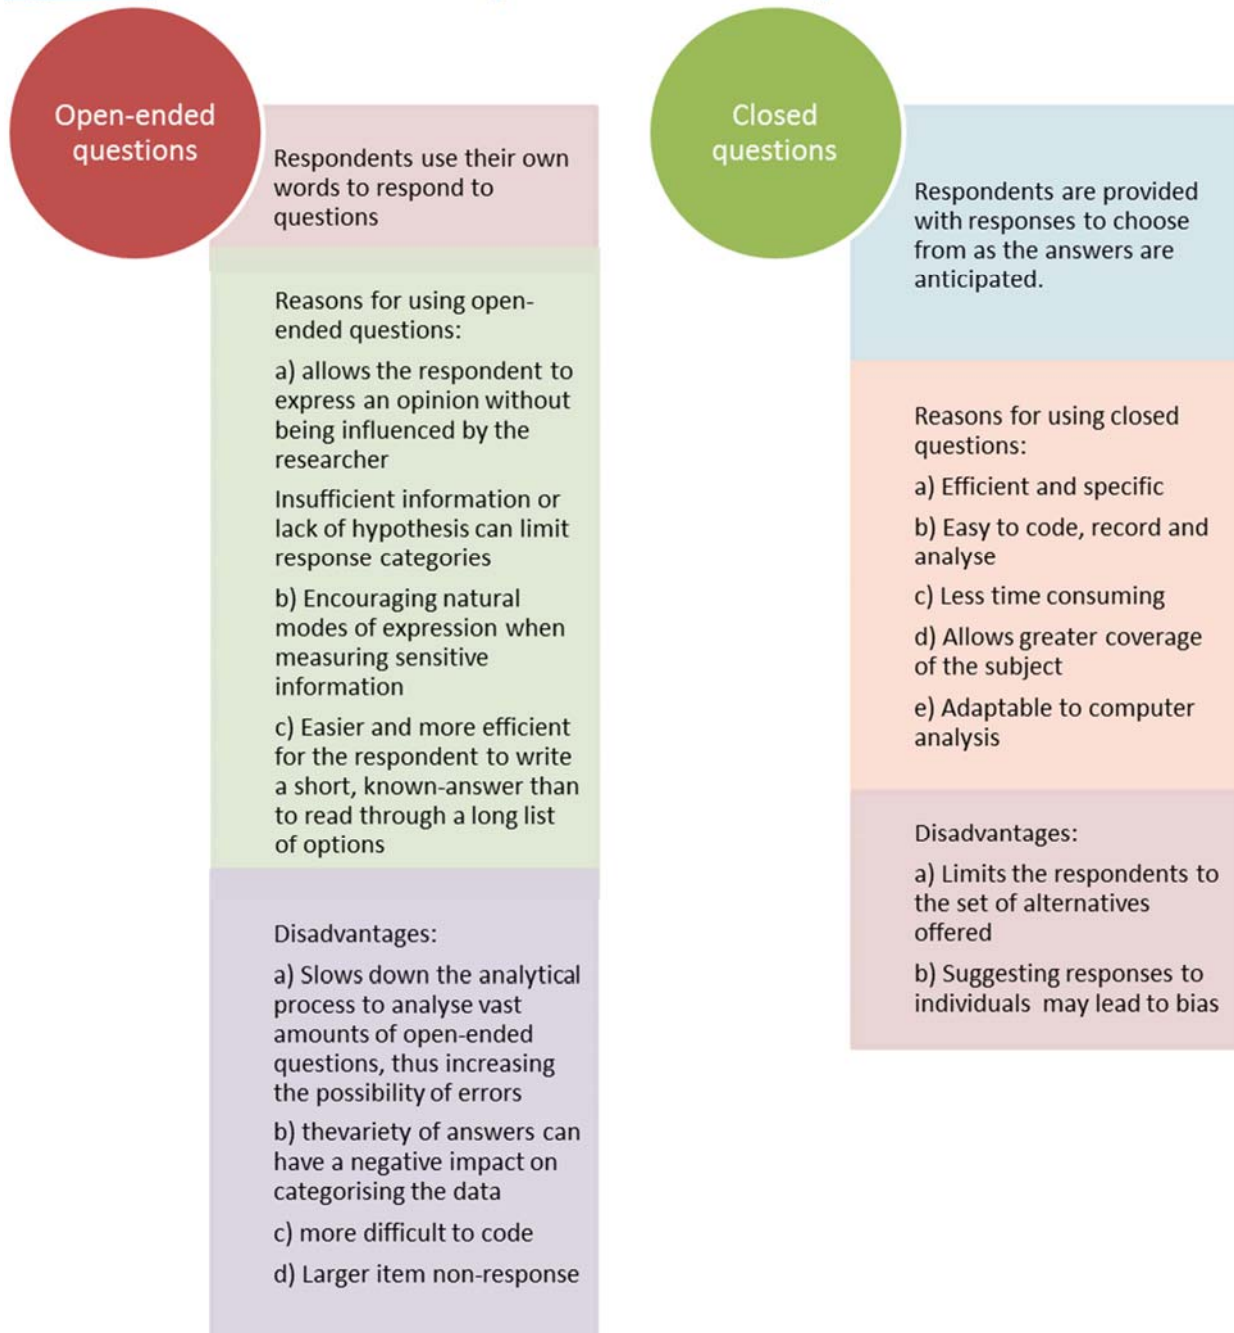 Open-ended
questions
Respondents use their own
words to respond to
questions
Reasons for using open-
ended questions:
a) allows the respondent to
express an opinion without
being influenced by the
researcher
Insufficient information or
lack of hypothesis can limit
response categories
b) Encouraging natural
modes of expression when
measuring sensitive
information
c) Easier and more efficient
for the respondent to write
a short, known-answer than
to read through a long list
of options
Disadvantages:
a) Slows down the analytical
process to analyse vast
amounts of open-ended
questions, thus increasing
the possibility of errors
b) thevariety of answers can
have a negative impact on
categorising the data
c) more difficult to code
d) Larger item non-response
Closed
questions
Respondents are provided
with responses to choose
from as the answers are
anticipated.
Reasons for using closed
questions:
a) Efficient and specific
b) Easy to code, record and
analyse
c) Less time consuming
d) Allows greater coverage
of the subject
e) Adaptable to computer
analysis
Disadvantages:
a) Limits the respondents to
the set of alternatives
offered
b) Suggesting responses to
individuals  may lead to bias